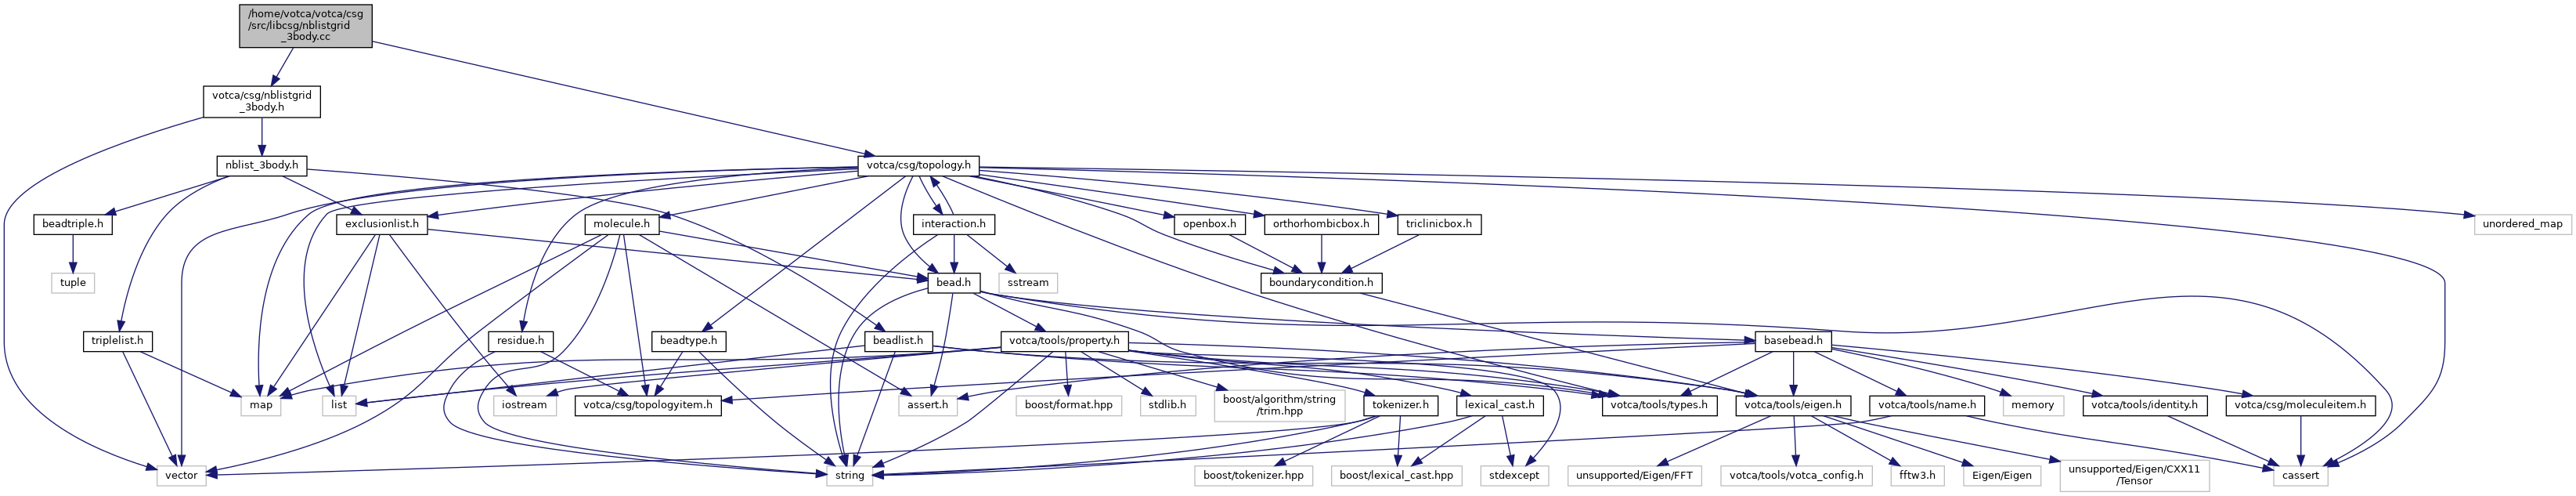 /home/votca/votca/csg
/src/libcsg/nblistgrid
_3body.cc
votca/csg/nblistgrid
_3body.h
nblist_3body.h
votca/csg/topology.h
beadtriple.h
exclusionlist.h
molecule.h
interaction.h
openbox.h
orthorhombicbox.h
triclinicbox.h
unordered_map
tuple
bead.h
sstream
boundarycondition.h
triplelist.h
residue.h
beadtype.h
beadlist.h
votca/tools/property.h
basebead.h
map
list
iostream
votca/csg/topologyitem.h
assert.h
boost/format.hpp
stdlib.h
boost/algorithm/string
/trim.hpp
tokenizer.h
lexical_cast.h
votca/tools/types.h
votca/tools/eigen.h
votca/tools/name.h
memory
votca/tools/identity.h
votca/csg/moleculeitem.h
vector
string
boost/tokenizer.hpp
boost/lexical_cast.hpp
stdexcept
unsupported/Eigen/FFT
votca/tools/votca_config.h
fftw3.h
Eigen/Eigen
unsupported/Eigen/CXX11
/Tensor
cassert